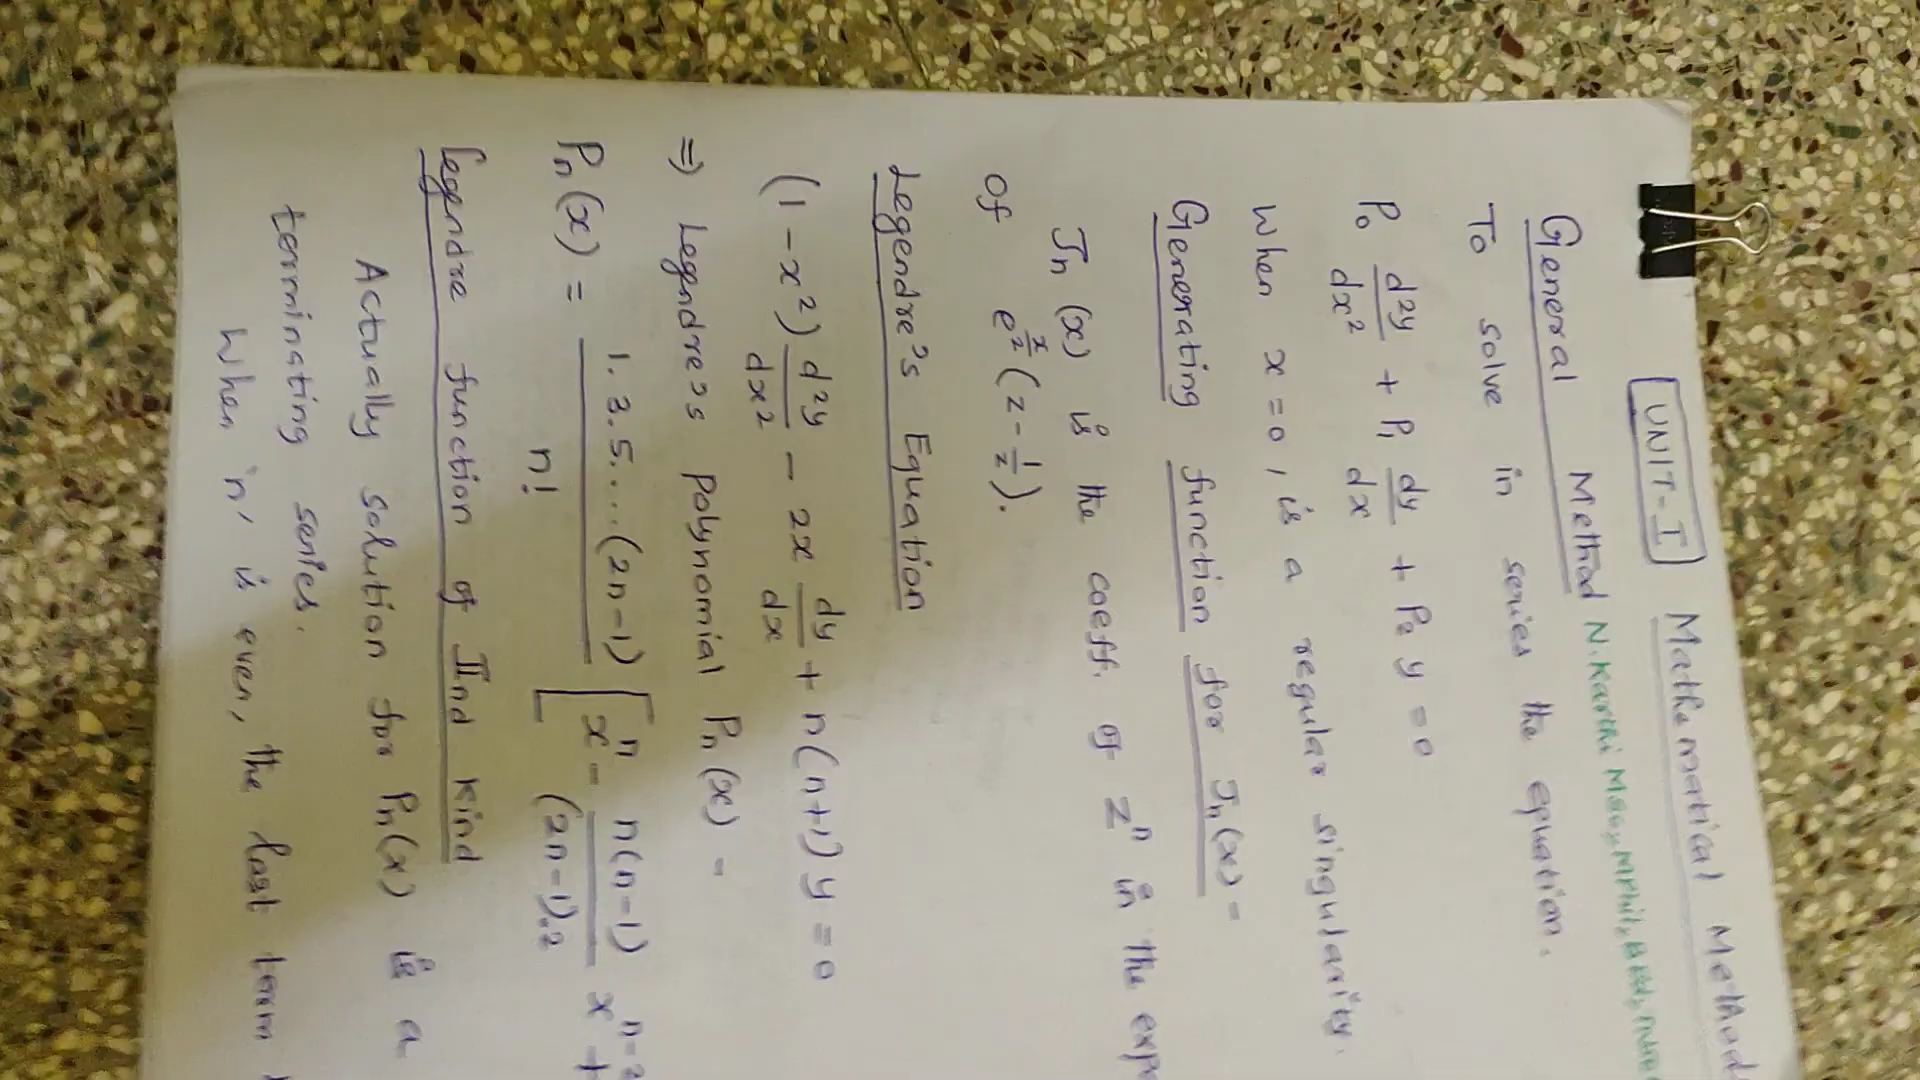 UNIT-I Mathematical Method
General Method N. Karthi
To solve in series the equation.
P₀ d²y/dx² + P₁ dy/dx + P₂ y = 0
When x = 0, is a regular singularity.
Generating function for Jn(x) =
Jn (x) is the coeff. of zⁿ in the exp
of e^(x/2)(z - 1/z).
Legendre's Equation
(1 - x²) d²y/dx² - 2x dy/dx + n(n+1) y = 0
⇒ Legendre's Polynomial Pn(x) -
Pn(x) = 1.3.5....(2n-1)/n! [xⁿ - n(n-1)/(2n-1).2 xⁿ⁻² +
legendre function of IInd kind
Actually solution for Pn(x) is a
terminating series.
When 'n' is even, the last term